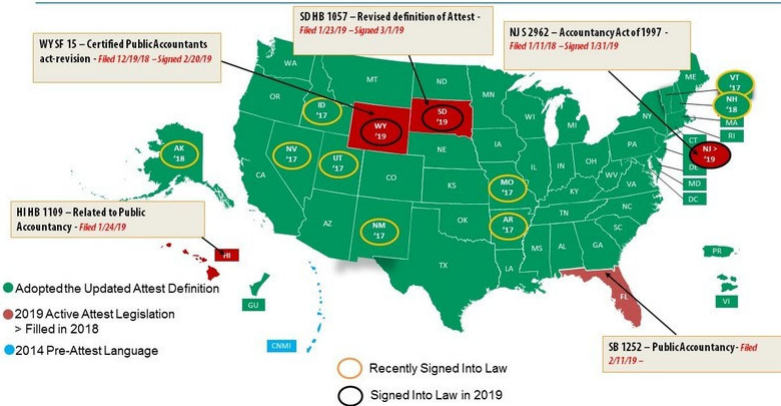 SD HB 1057 – Revised definition of Attest -
Filed 1/23/19 – Signed 3/1/19
WY SF 15 – Certified Public Accountants
act-revision - Filed 12/19/18 – Signed 2/20/19
NJ S 2962 – Accountancy Act of 1997 -
Filed 1/11/18 – Signed 1/31/19
WA
MT
ND
MN
ME
VT
'17
NH
'18
OR
ID
'17
WY
'19
SD
'19
WI
MI
NY
MA
RI
CT
NJ >
'19
AK
'18
NV
'17
UT
'17
NE
IA
PA
DE
MD
DC
CA
CO
KS
MO
'17
IL
IN
OH
WV
VA
KY
HI HB 1109 – Related to Public
Accountancy - Filed 1/24/19
AZ
NM
'17
OK
AR
'17
TN
NC
SC
HI
TX
LA
MS
AL
GA
FL
PR
VI
GU
CNMI
Adopted the Updated Attest Definition
2019 Active Attest Legislation
> Filled in 2018
2014 Pre-Attest Language
Recently Signed Into Law
Signed Into Law in 2019
SB 1252 – Public Accountancy- Filed
2/11/19 –